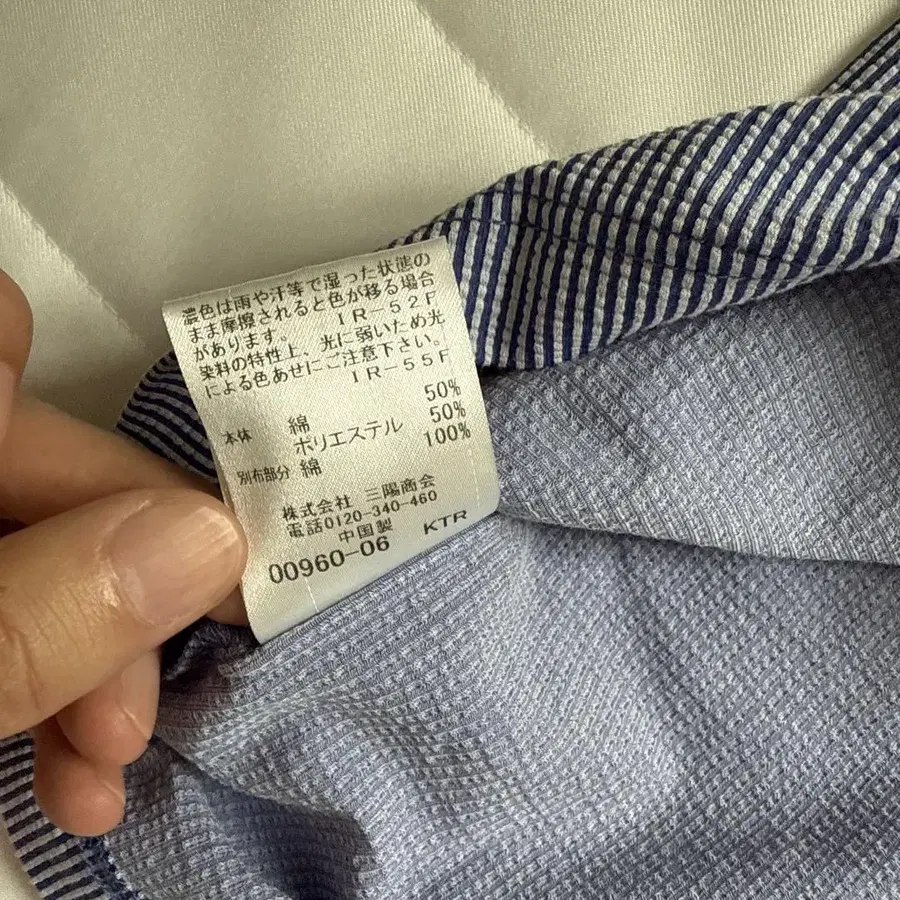 濃色は雨や汗等で湿った状態の
まま摩擦されると色が移る場合
があります。 IR-52F
染料の特性上、光に弱いため光
による色あせにご注意下さい。
IR-55F
本体 綿 50%
ポリエステル 50%
別布部分 綿 100%
株式会社 三陽商会
電話0120-340-460
中国製 KTR
00960-06